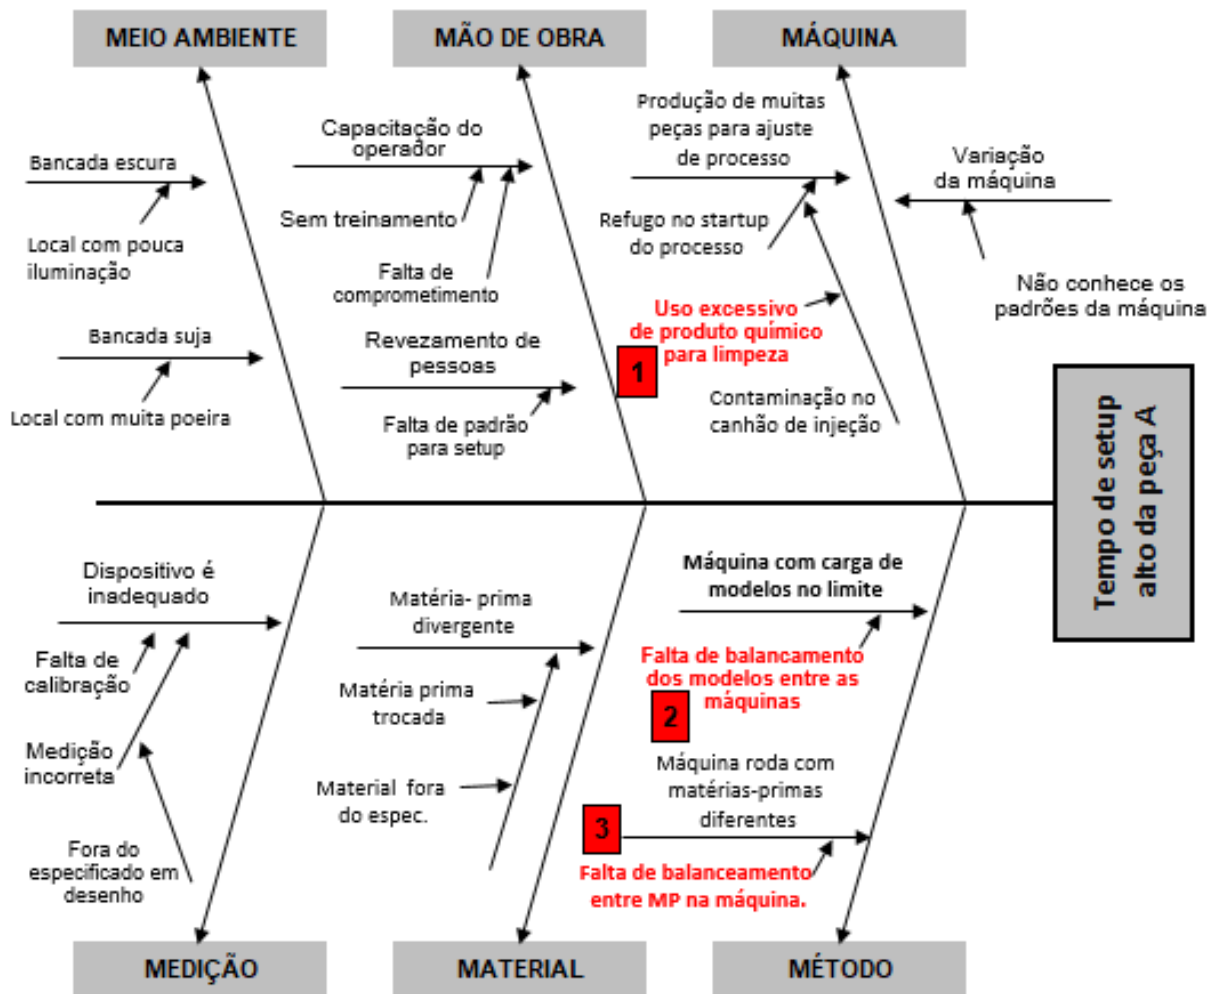 MEIO AMBIENTE
MÃO DE OBRA
MÁQUINA
Bancada escura
Local com pouca
iluminação
Bancada suja
Local com muita poeira
Capacitação do
operador
Sem treinamento
Falta de
comprometimento
Revezamento de
pessoas
Falta de padrão
para setup
Produção de muitas
peças para ajuste
de processo
Refugo no startup
do processo
Uso excessivo
de produto químico
para limpeza
1
Contaminação no
canhão de injeção
Variação
da máquina
Não conhece os
padrões da máquina
Tempo de setup
alto da peça A
Dispositivo é
inadequado
Falta de
calibração
Medição
incorreta
Fora do
especificado em
desenho
Matéria- prima
divergente
Matéria prima
trocada
Material fora
do espec.
Máquina com carga de
modelos no limite
Falta de balancamento
dos modelos entre as
máquinas
2
Máquina roda com
matérias-primas
diferentes
3
Falta de balanceamento
entre MP na máquina.
MEDIÇÃO
MATERIAL
MÉTODO